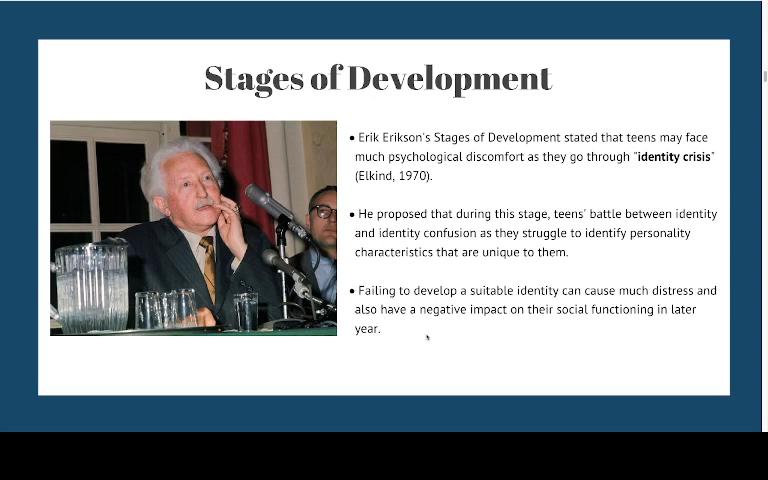 Stages of Development
• Erik Erikson's Stages of Development stated that teens may face
much psychological discomfort as they go through "identity crisis"
(Elkind, 1970).
• He proposed that during this stage, teens' battle between identity
and identity confusion as they struggle to identify personality
characteristics that are unique to them.
• Failing to develop a suitable identity can cause much distress and
also have a negative impact on their social functioning in later
year.